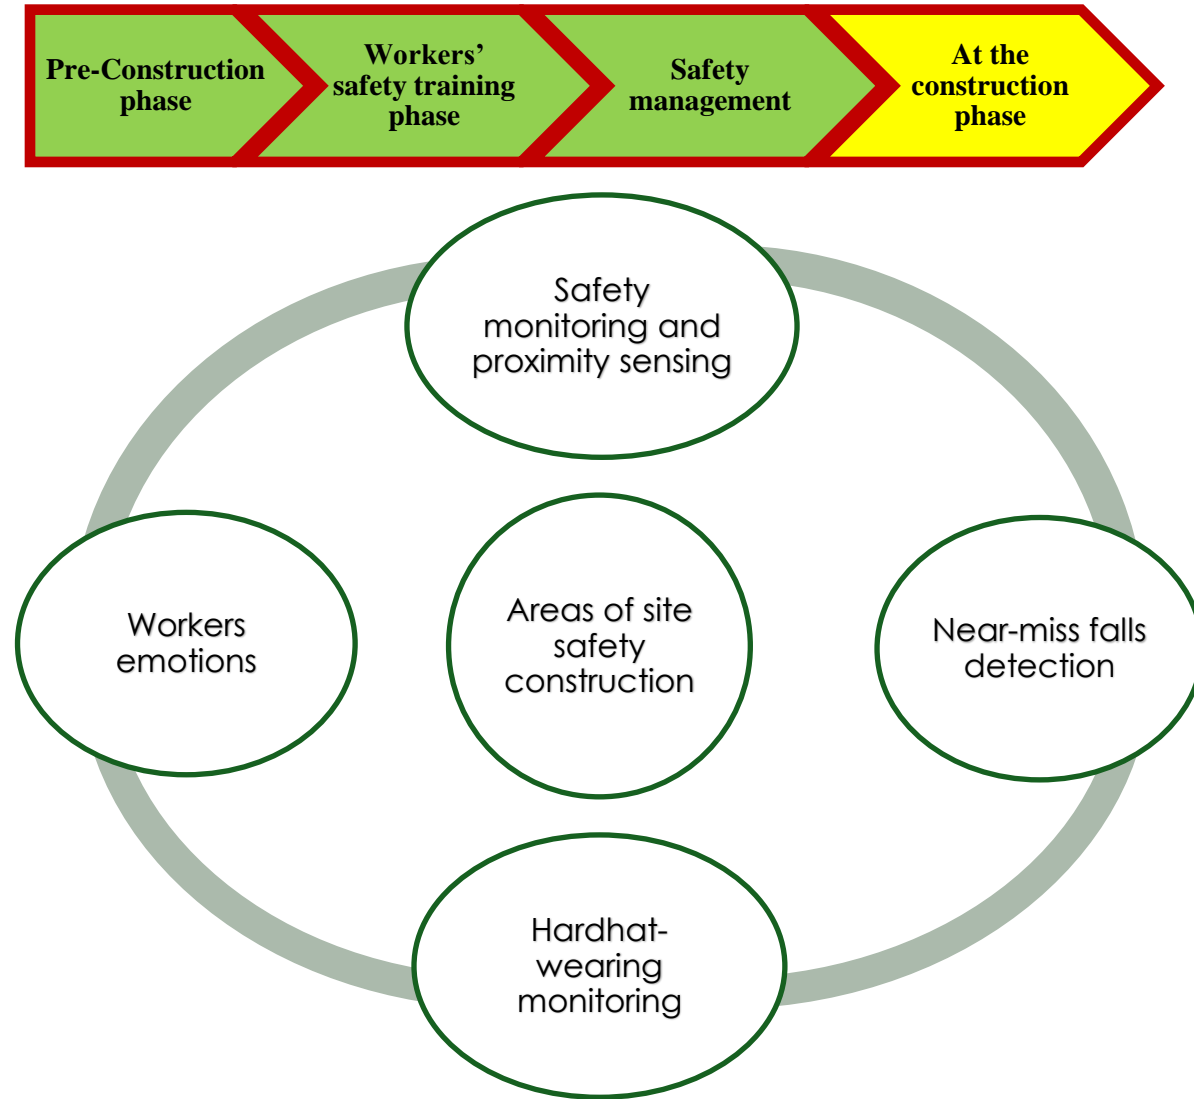 Pre-Construction
phase
Workers’
safety training
phase
Safety
management
At the
construction
phase
Safety
monitoring and
proximity sensing
Workers
emotions
Areas of site
safety
construction
Near-miss falls
detection
Hardhat-
wearing
monitoring